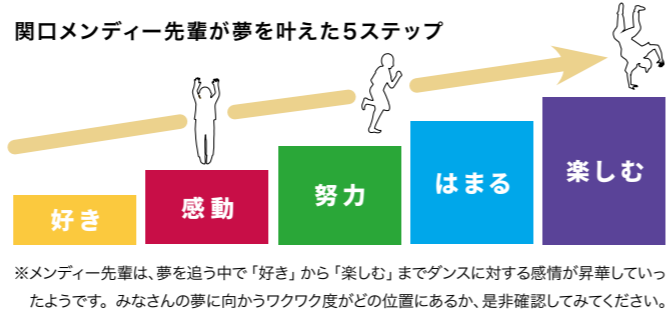 関口メンディー先輩が夢を叶えた5ステップ
好き
感動
努力
はまる
楽しむ
※メンディー先輩は、夢を追う中で「好き」から「楽しむ」までダンスに対する感情が昇華していっ
たようです。みなさんの夢に向かうワクワク度がどの位置にあるか、是非確認してみてください。